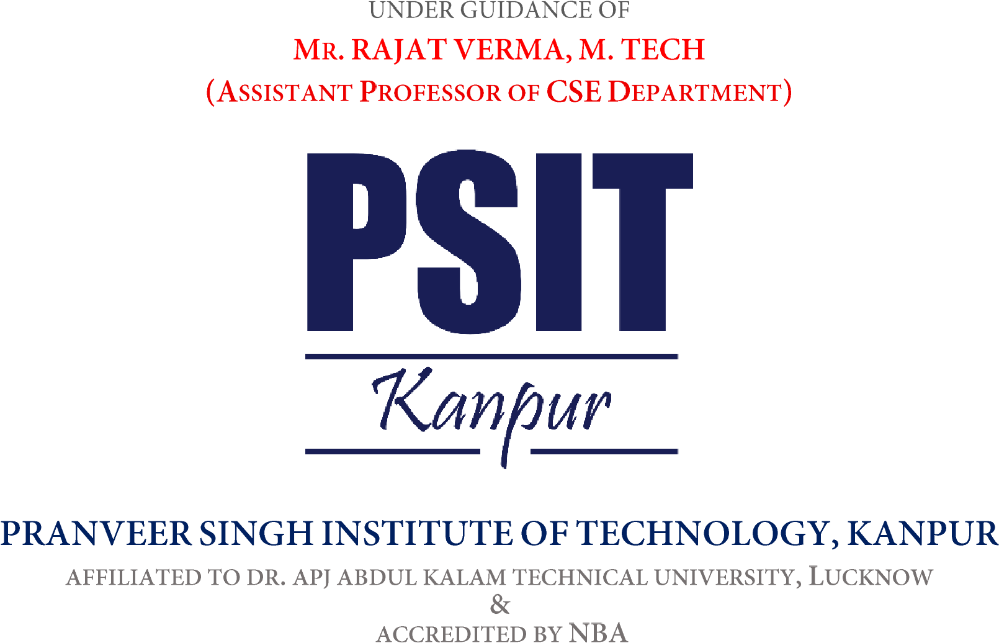 UNDER GUIDANCE OF
MR. RAJAT VERMA, M. TECH
(ASSISTANT PROFESSOR OF CSE DEPARTMENT)
PSIT
Kanpur
PRANVEER SINGH INSTITUTE OF TECHNOLOGY, KANPUR
AFFILIATED TO DR. APJ ABDUL KALAM TECHNICAL UNIVERSITY, LUCKNOW
&
ACCREDITED BY NBA